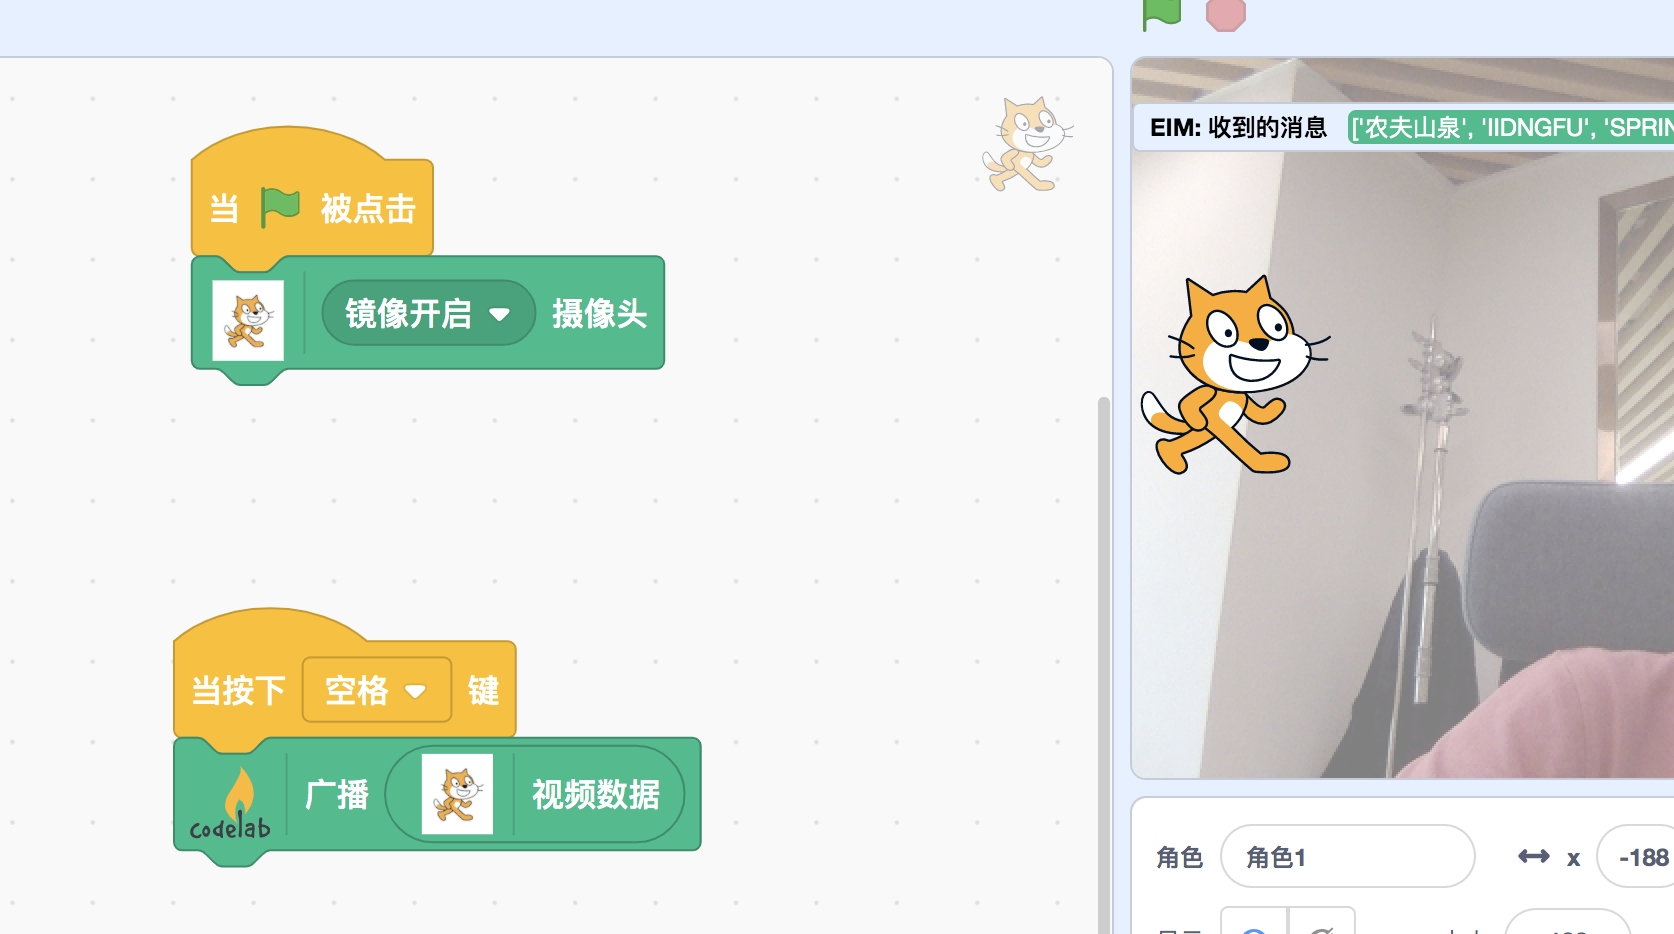 EIM: 收到的消息 ['农夫山泉', 'IIDNGFU', 'SPRIN
当 被点击
镜像开启 摄像头
当按下 空格 键
codelab 广播 视频数据
角色 角色1 x -188